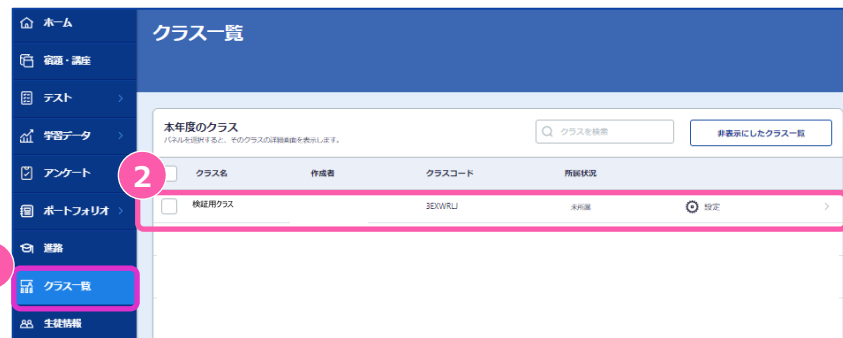 ホーム
宿題・講座
テスト
学習データ
アンケート
ポートフォリオ
進路
クラス一覧
生徒情報
クラス一覧
本年度のクラス
パネルを選択すると、そのクラスの詳細画面を表示します。
クラスを検索
非表示にしたクラス一覧
2
クラス名 作成者 クラスコード 所属状況
検証用クラス 3EXWRLJ 未所属 設定